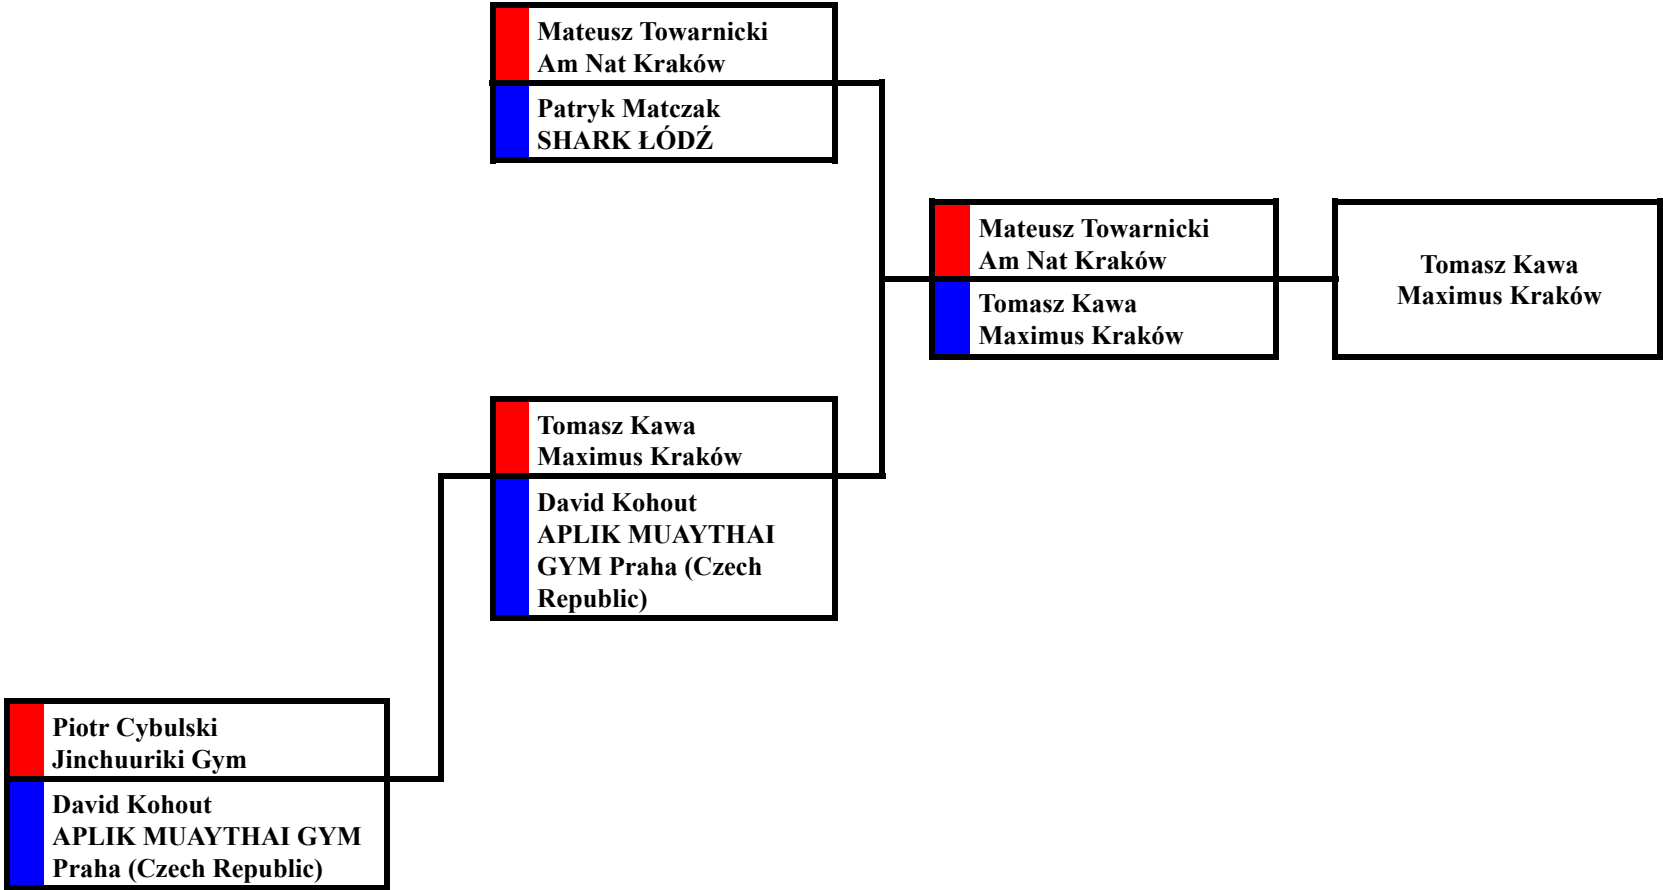 Mateusz Towarnicki
Am Nat Kraków
Patryk Matczak
SHARK ŁÓDŹ
Mateusz Towarnicki
Am Nat Kraków
Tomasz Kawa
Maximus Kraków
Tomasz Kawa
Maximus Kraków
Tomasz Kawa
Maximus Kraków
David Kohout
APLIK MUAYTHAI
GYM Praha (Czech
Republic)
Piotr Cybulski
Jinchuuriki Gym
David Kohout
APLIK MUAYTHAI GYM
Praha (Czech Republic)